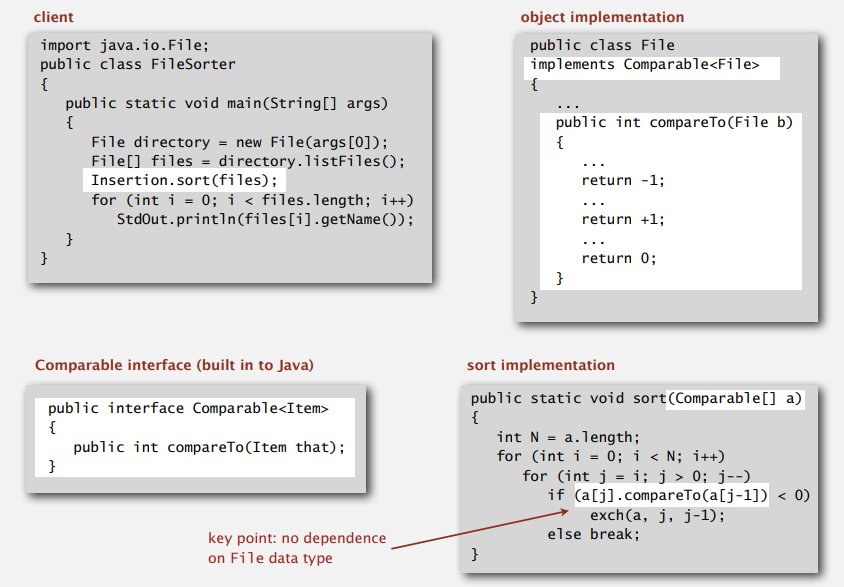 client
import java.io.File;
public class FileSorter
{
public static void main(String[] args)
{
File directory = new File(args[0]);
File[] files = directory.listFiles();
Insertion.sort(files);
for (int i = 0; i < files.length; i++)
StdOut.println(files[i].getName());
}
}
object implementation
public class File
implements Comparable<File>
{
...
public int compareTo(File b)
{
...
return -1;
...
return +1;
...
return 0;
}
}
Comparable interface (built in to Java)
public interface Comparable<Item>
{
public int compareTo(Item that);
}
sort implementation
public static void sort(Comparable[] a)
{
int N = a.length;
for (int i = 0; i < N; i++)
for (int j = i; j > 0; j--)
if (a[j].compareTo(a[j-1]) < 0)
exch(a, j, j-1);
else break;
}
key point: no dependence
on File data type